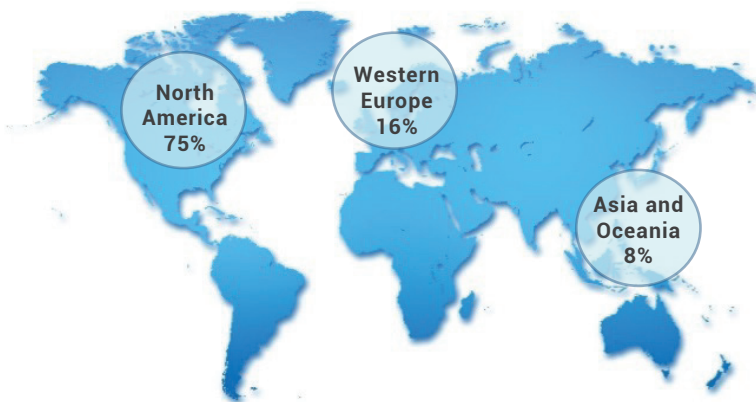 North
America
75%
Western
Europe
16%
Asia and
Oceania
8%